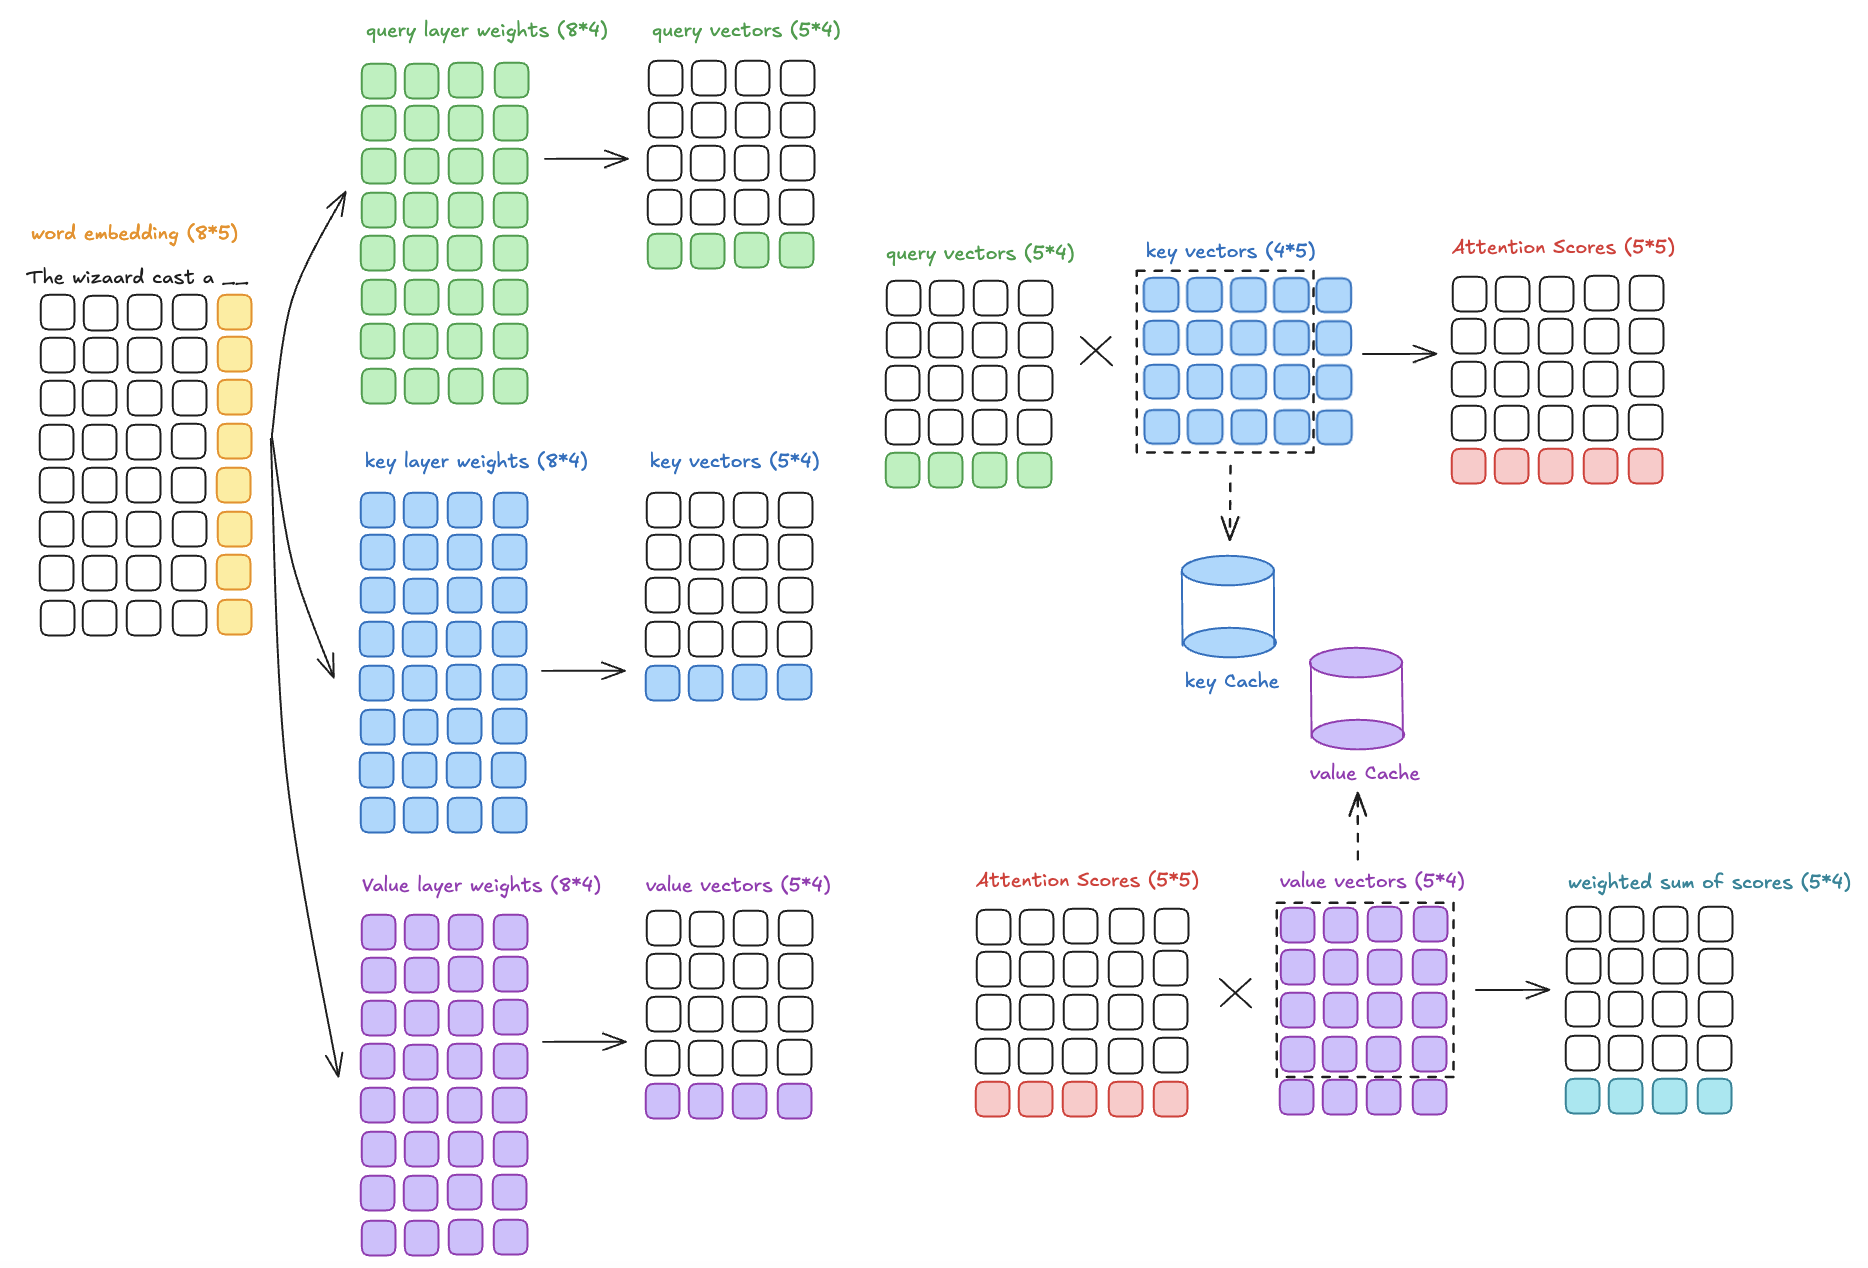 query layer weights (8*4)
query vectors (5*4)
word embedding (8*5)
The wizaard cast a __
query vectors (5*4)
key vectors (4*5)
Attention Scores (5*5)
key layer weights (8*4)
key vectors (5*4)
key Cache
value Cache
Value layer weights (8*4)
value vectors (5*4)
Attention Scores (5*5)
value vectors (5*4)
weighted sum of scores (5*4)